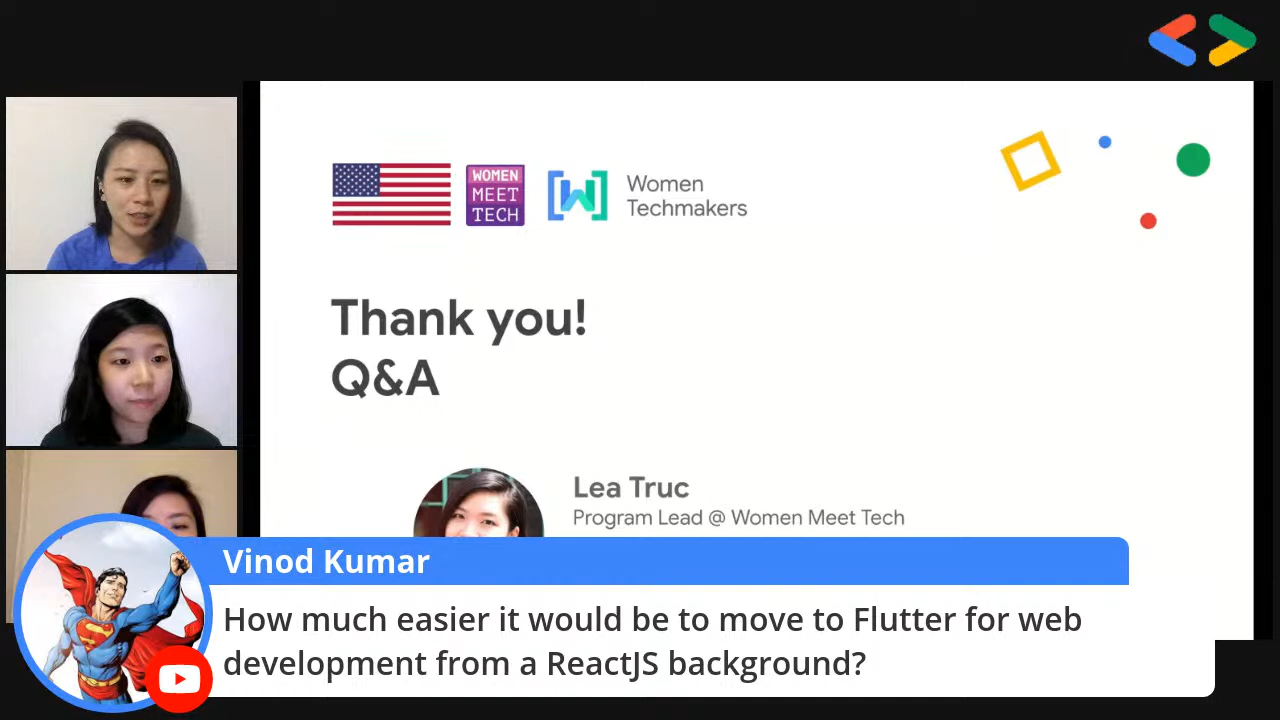 WOMEN
MEET
TECH
Women
Techmakers
Thank you!
Q&A
Lea Truc
Program Lead @ Women Meet Tech
Vinod Kumar
How much easier it would be to move to Flutter for web
development from a ReactJS background?